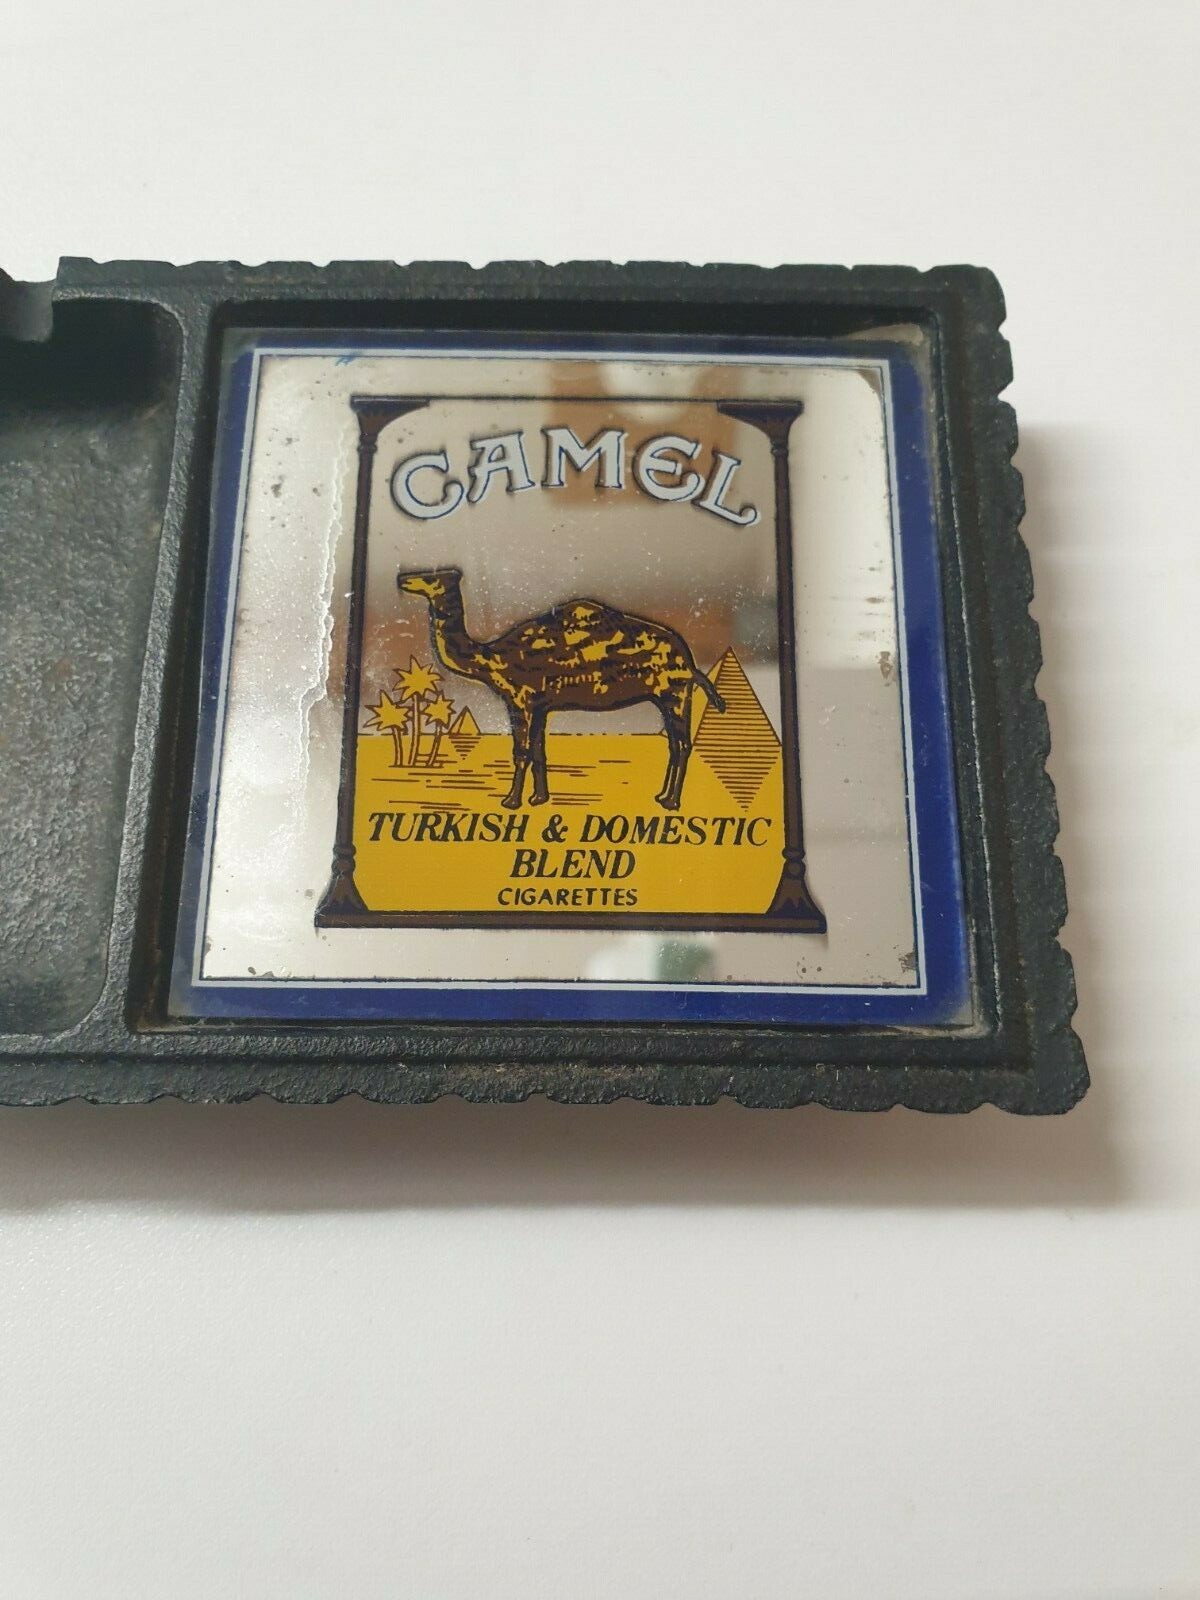 CAMEL
TURKISH & DOMESTIC
BLEND
CIGARETTES